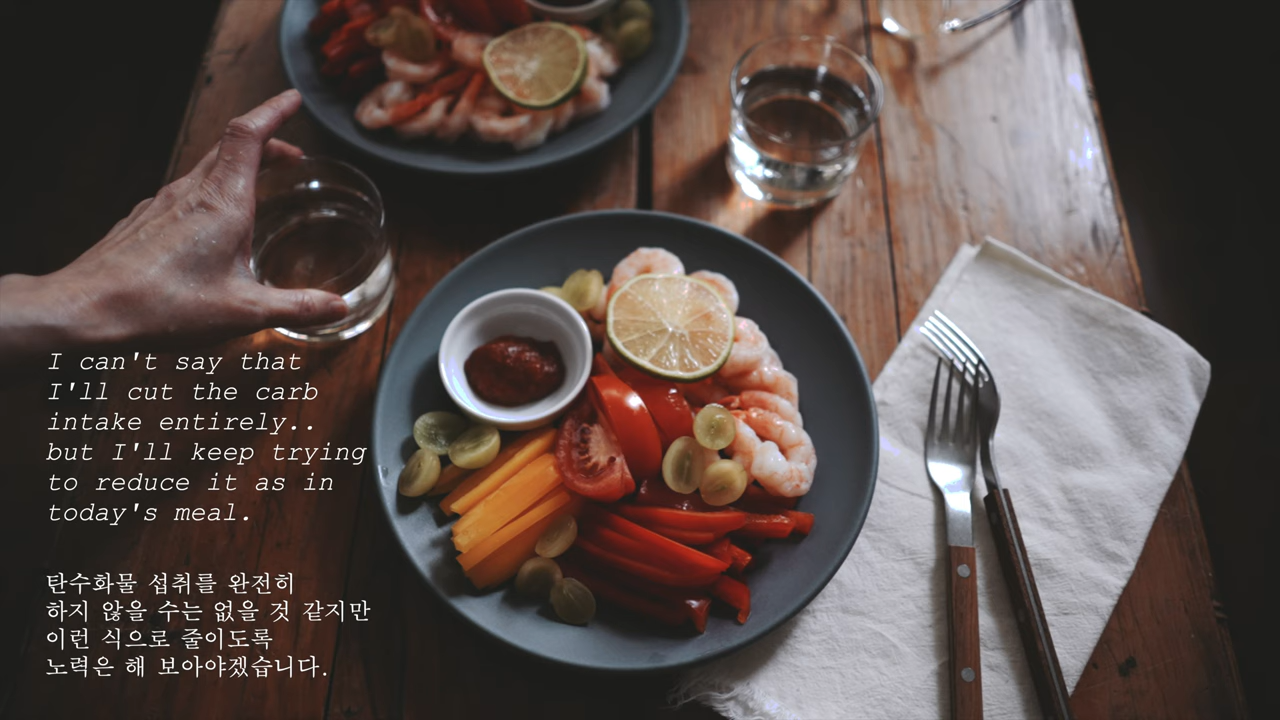 I can't say that
I'll cut the carb
intake entirely..
but I'll keep trying
to reduce it as in
today's meal.
탄수화물 섭취를 완전히
하지 않을 수는 없을 것 같지만
이런 식으로 줄이도록
노력은 해 보아야겠습니다.